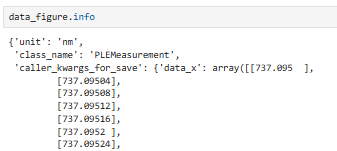 data_figure.info
{'unit': 'nm',
 'class_name': 'PLEMeasurement',
 'caller_kwargs_for_save': {'data_x': array([[737.095  ],
        [737.09504],
        [737.09508],
        [737.09512],
        [737.09516],
        [737.0952 ],
        [737.09524],